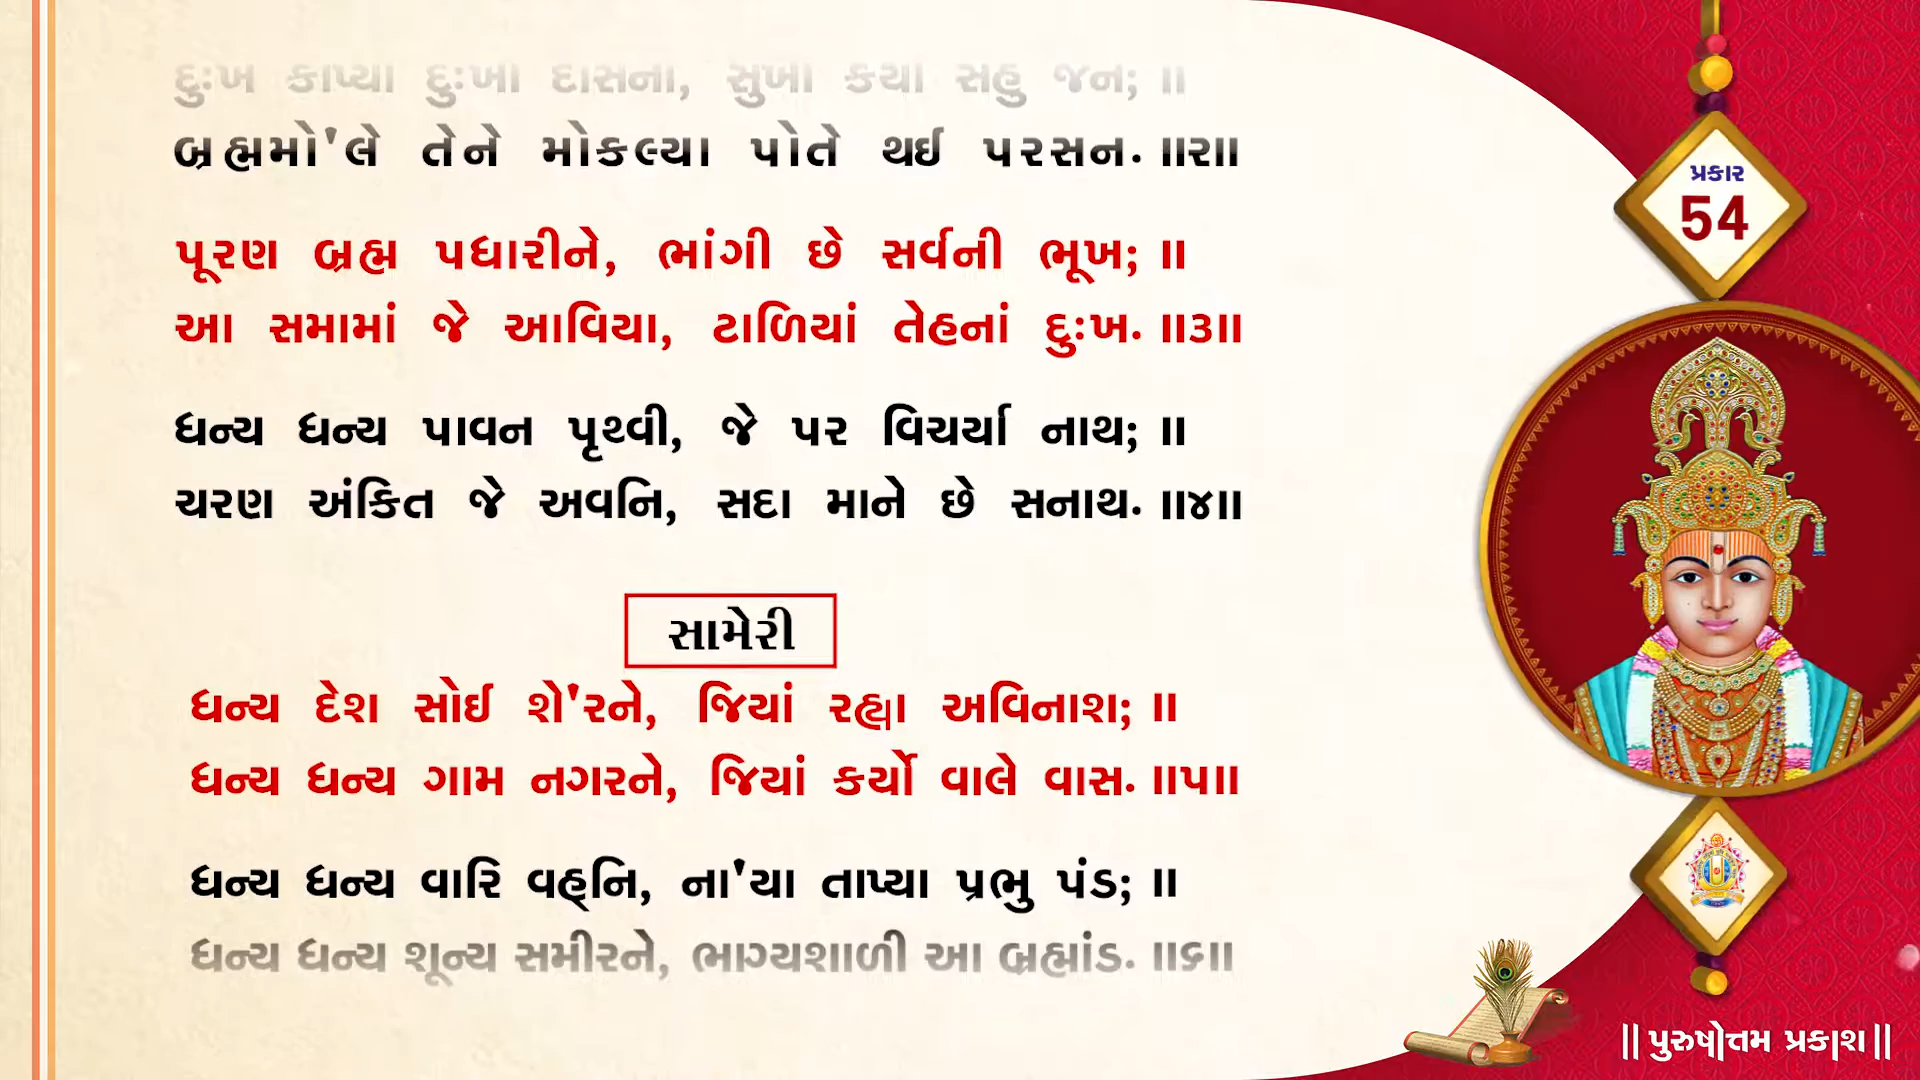 દુઃખ કાપ્યાં દુઃખી દાસનાં, સુખી કર્યા સહુ જન; ॥
બ્રહ્મમો'લે તેને મોકલ્યા પોતે થઈ પરસન. ॥૨॥
પૂરણ બ્રહ્મ પધારીને, ભાંગી છે સર્વની ભૂખ; ॥
આ સમામાં જે આવિયા, ટાળિયાં તેહનાં દુઃખ. ॥૩॥
ધન્ય ધન્ય પાવન પૃથ્વી, જે પર વિચર્યા નાથ; ॥
ચરણ અંકિત જે અવનિ, સદા માને છે સનાથ. ॥૪॥
સામેરી
ધન્ય દેશ સોઈ શે'રને, જિયાં રહ્યા અવિનાશ; ॥
ધન્ય ધન્ય ગામ નગરને, જિયાં કર્યો વાલે વાસ. ॥૫॥
ધન્ય ધન્ય વારિ વહ્નિ, ના'યા તાપ્યા પ્રભુ પંડ; ॥
ધન્ય ધન્ય શૂન્ય સમીરને, ભાગ્યશાળી આ બ્રહ્માંડ. ॥૬॥
પ્રકાર
54
॥ પુરુષોત્તમ પ્રકાશ ॥